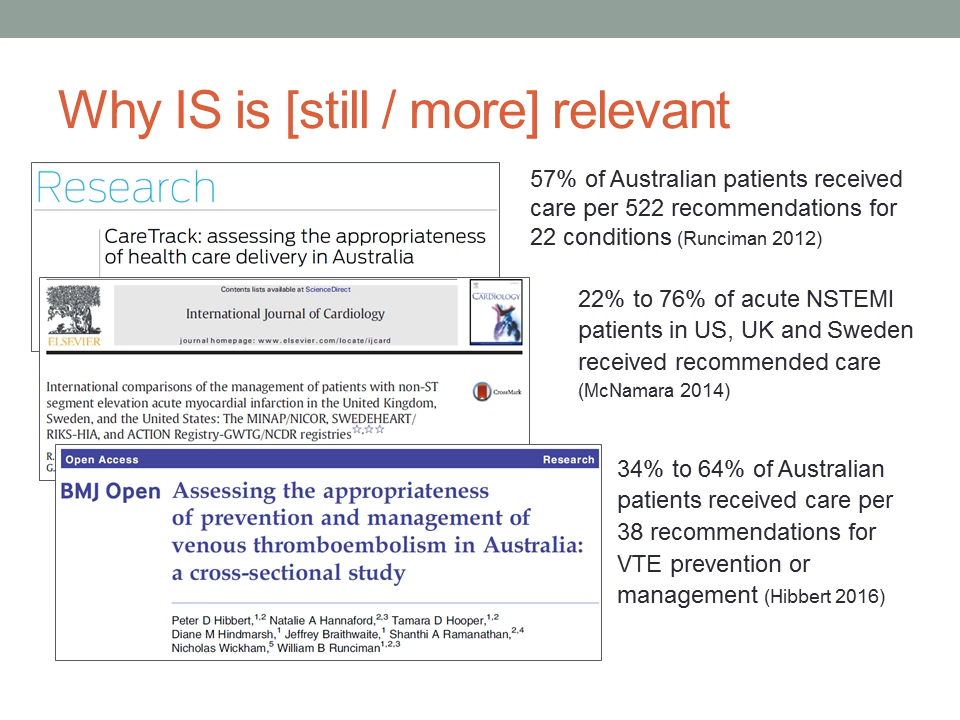 Why IS is [still / more] relevant
Research
CareTrack: assessing the appropriateness
of health care delivery in Australia
57% of Australian patients received
care per 522 recommendations for
22 conditions (Runciman 2012)
Contents lists available at ScienceDirect
International Journal of Cardiology
journal homepage: www.elsevier.com/locate/ijcard
ELSEVIER
CARDIOLOGY
International comparisons of the management of patients with non-ST
segment elevation acute myocardial infarction in the United Kingdom,
Sweden, and the United States: The MINAP/NICOR, SWEDEHEART/
RIKS-HIA, and ACTION Registry-GWTG/NCDR registries☆,☆☆
CrossMark
R.
G.
22% to 76% of acute NSTEMI
patients in US, UK and Sweden
received recommended care
(McNamara 2014)
Open Access
Research
BMJ Open Assessing the appropriateness
of prevention and management of
venous thromboembolism in Australia:
a cross-sectional study
Peter D Hibbert,1,2 Natalie A Hannaford,2,3 Tamara D Hooper,1,2
Diane M Hindmarsh,1 Jeffrey Braithwaite,1 Shanthi A Ramanathan,2,4
Nicholas Wickham,5 William B Runciman1,2,3
34% to 64% of Australian
patients received care per
38 recommendations for
VTE prevention or
management (Hibbert 2016)